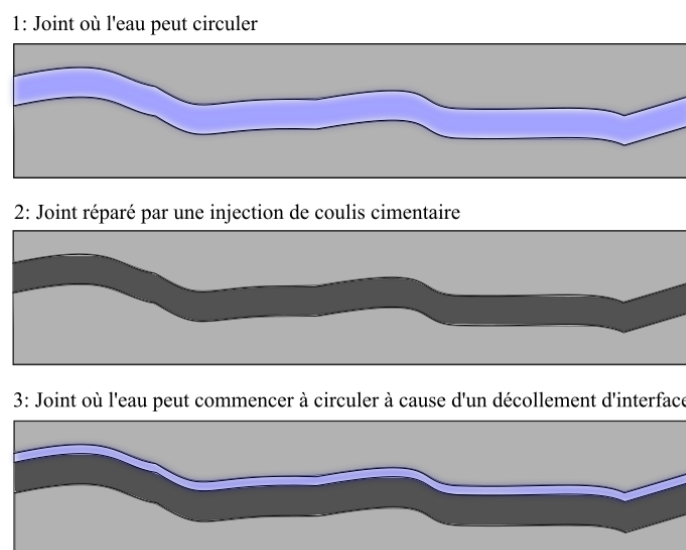 1: Joint où l'eau peut circuler
2: Joint réparé par une injection de coulis cimentaire
3: Joint où l'eau peut commencer à circuler à cause d'un décollement d'interface